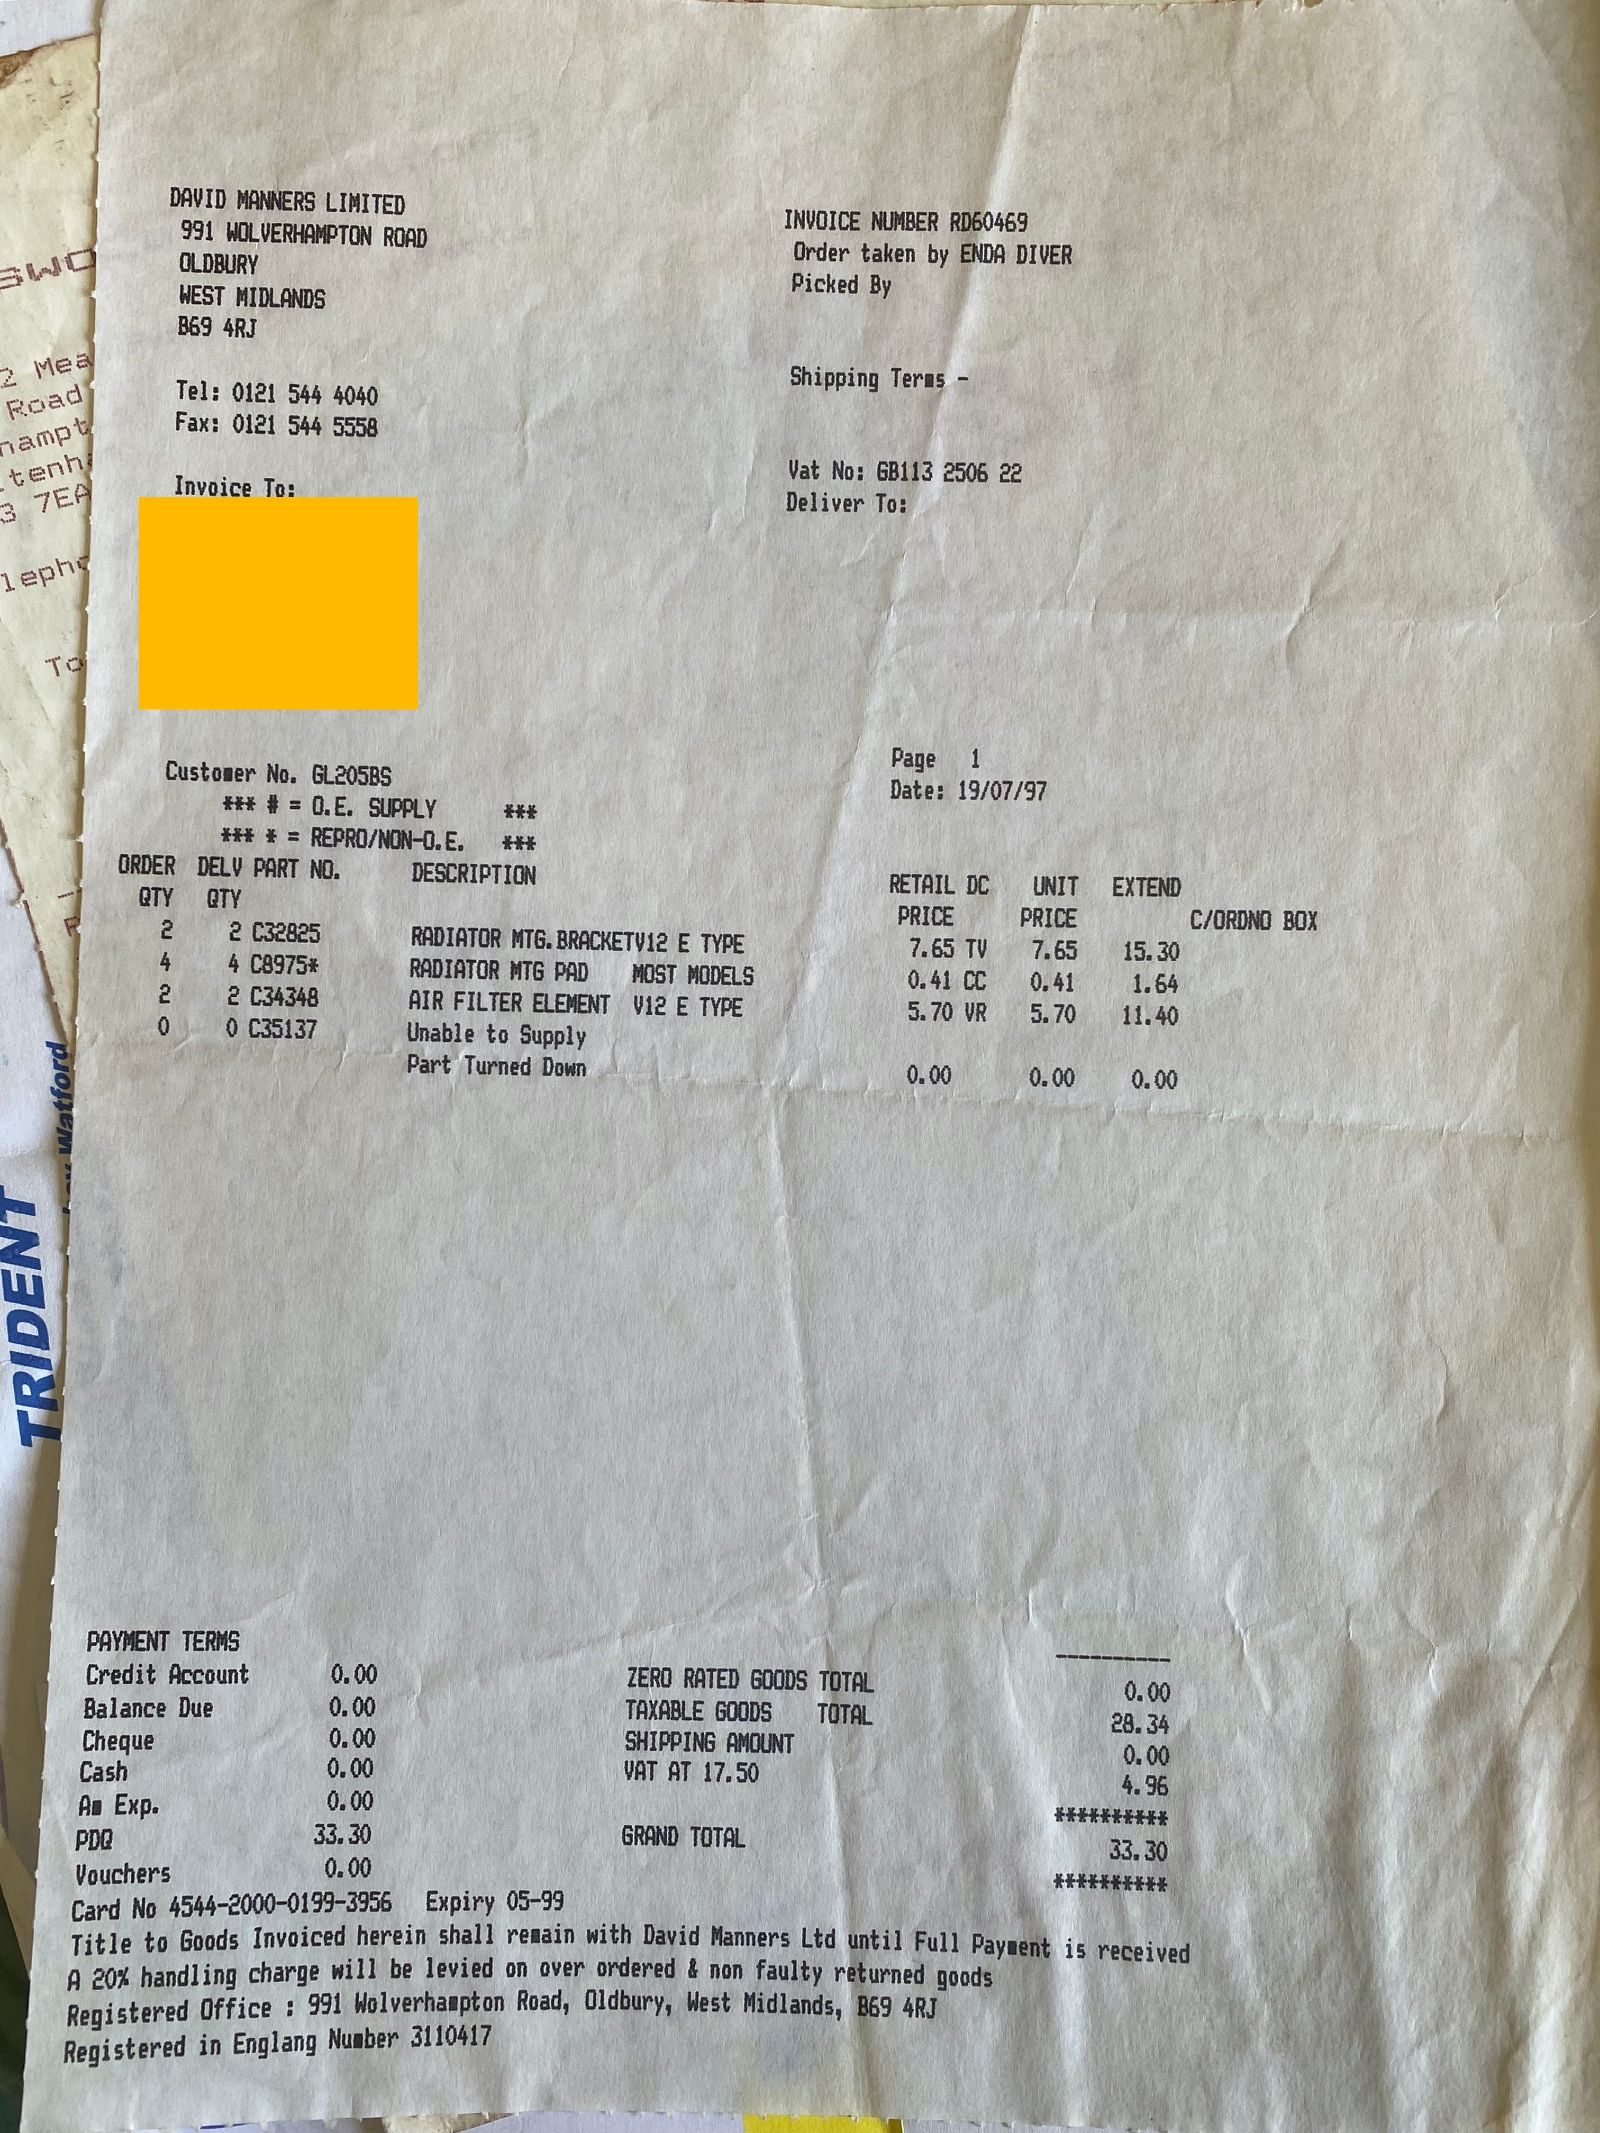 DAVID MANNERS LIMITED
991 WOLVERHAMPTON ROAD
OLDBURY
WEST MIDLANDS
B69 4RJ
Tel: 0121 544 4040
Fax: 0121 544 5558
Invoice To:
INVOICE NUMBER RD60469
Order taken by ENDA DIVER
Picked By
Shipping Terms -
Vat No: GB113 2506 22
Deliver To:
Customer No. GL205BS
*** # = O.E. SUPPLY ***
*** * = REPRO/NON-O.E. ***
Page 1
Date: 19/07/97
ORDER DELV PART NO. DESCRIPTION RETAIL DC UNIT EXTEND
QTY QTY PRICE PRICE C/ORDNO BOX
2 2 C32825 RADIATOR MTG.BRACKETV12 E TYPE 7.65 TV 7.65 15.30
4 4 C8975* RADIATOR MTG PAD MOST MODELS 0.41 CC 0.41 1.64
2 2 C34348 AIR FILTER ELEMENT V12 E TYPE 5.70 VR 5.70 11.40
0 0 C35137 Unable to Supply
Part Turned Down 0.00 0.00 0.00
PAYMENT TERMS
Credit Account 0.00 ZERO RATED GOODS TOTAL 0.00
Balance Due 0.00 TAXABLE GOODS TOTAL 28.34
Cheque 0.00 SHIPPING AMOUNT 0.00
Cash 0.00 VAT AT 17.50 4.96
Am Exp. 0.00 **********
PDQ 33.30 GRAND TOTAL 33.30
Vouchers 0.00 **********
Card No 4544-2000-0199-3956 Expiry 05-99
Title to Goods Invoiced herein shall remain with David Manners Ltd until Full Payment is received
A 20% handling charge will be levied on over ordered & non faulty returned goods
Registered Office : 991 Wolverhampton Road, Oldbury, West Midlands, B69 4RJ
Registered in Englang Number 3110417
Road
7EA
To
Watford
TRIDENT